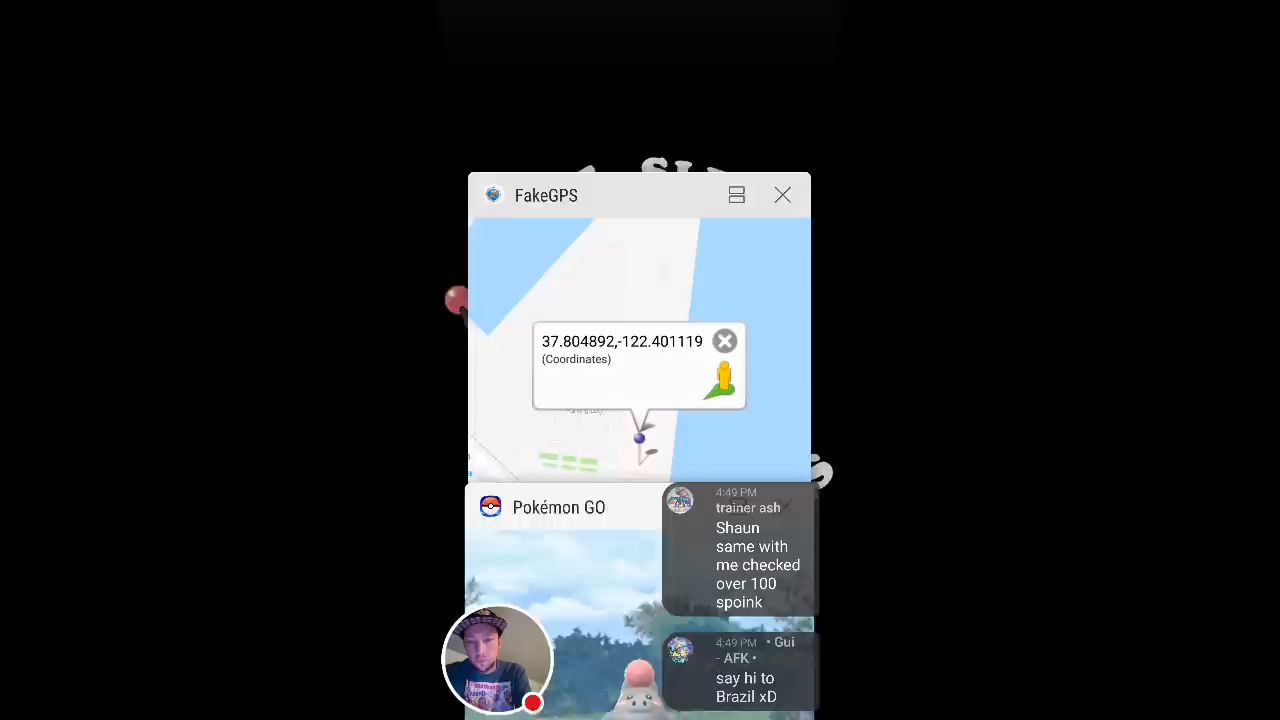 FakeGPS
37.804892,-122.401119
(Coordinates)
Pokémon GO
4:49 PM
trainer ash
Shaun
same with
me checked
over 100
spoink
4:49 PM • Gui
- AFK •
say hi to
Brazil xD